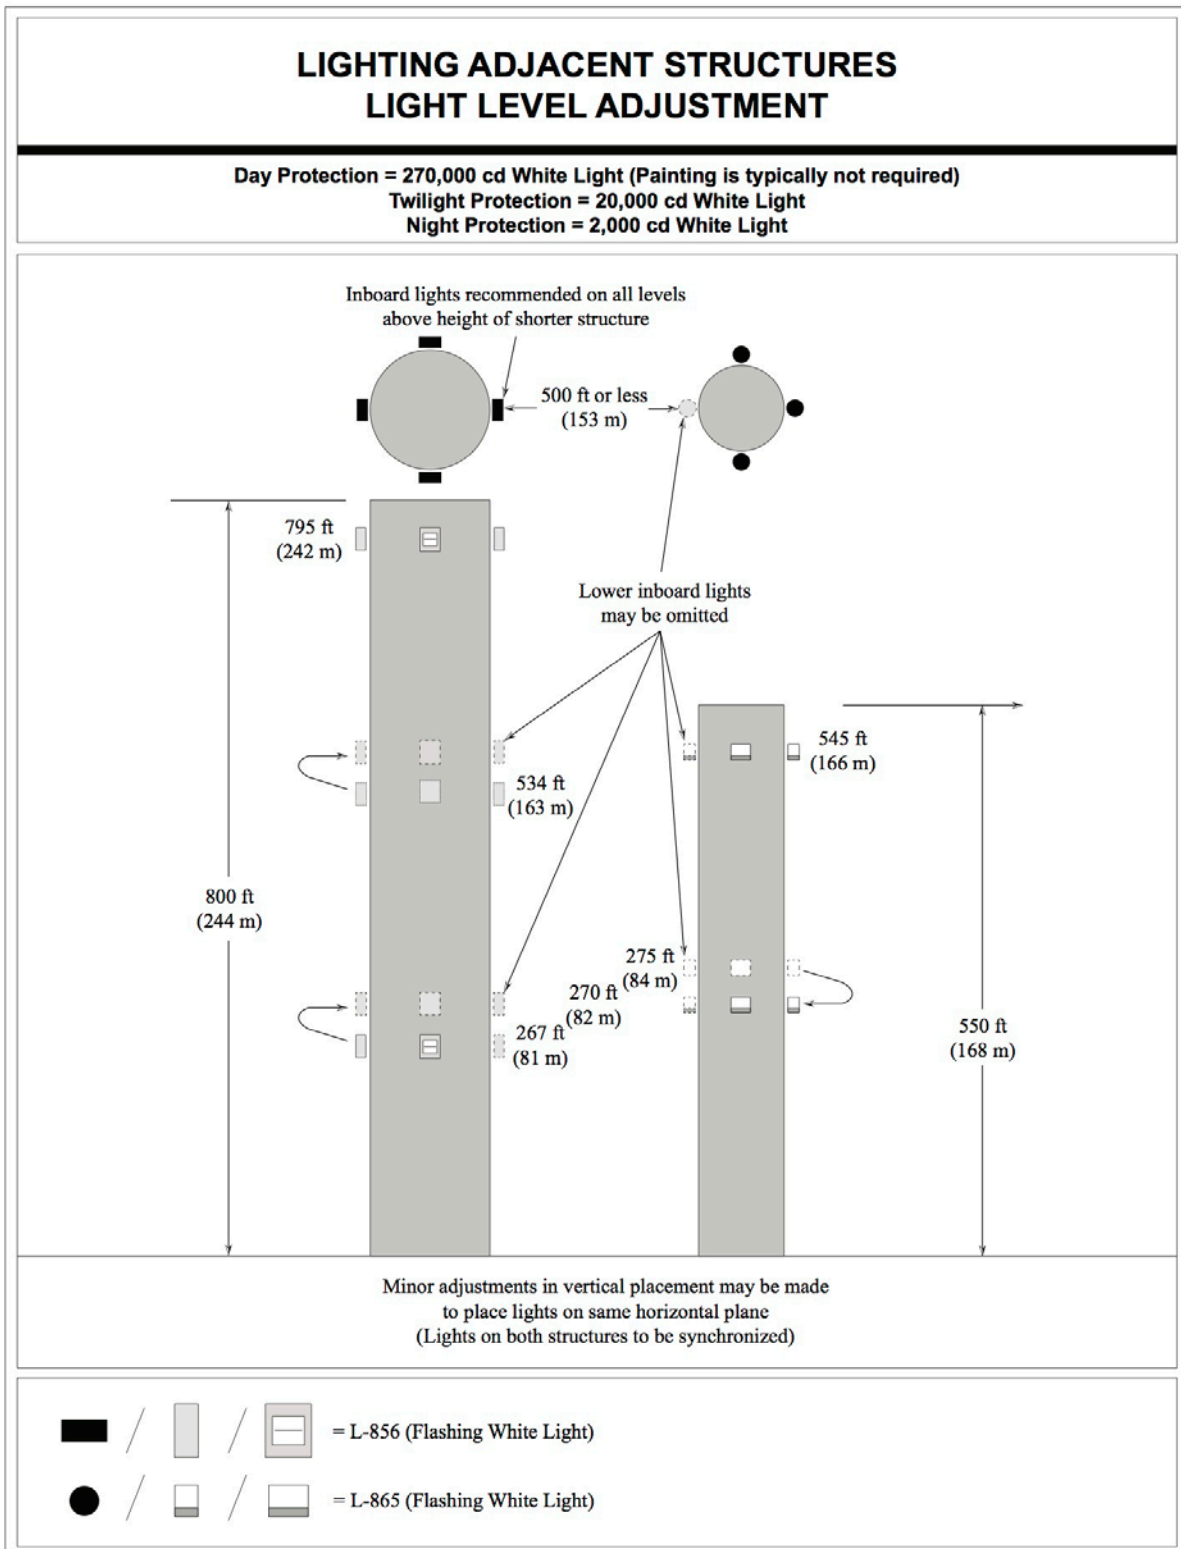 LIGHTING ADJACENT STRUCTURES
LIGHT LEVEL ADJUSTMENT
Day Protection = 270,000 cd White Light (Painting is typically not required)
Twilight Protection = 20,000 cd White Light
Night Protection = 2,000 cd White Light
Inboard lights recommended on all levels
above height of shorter structure
500 ft or less
(153 m)
795 ft
(242 m)
Lower inboard lights
may be omitted
545 ft
(166 m)
534 ft
(163 m)
800 ft
(244 m)
275 ft
(84 m)
270 ft
(82 m)
267 ft
(81 m)
550 ft
(168 m)
Minor adjustments in vertical placement may be made
to place lights on same horizontal plane
(Lights on both structures to be synchronized)
= L-856 (Flashing White Light)
= L-865 (Flashing White Light)